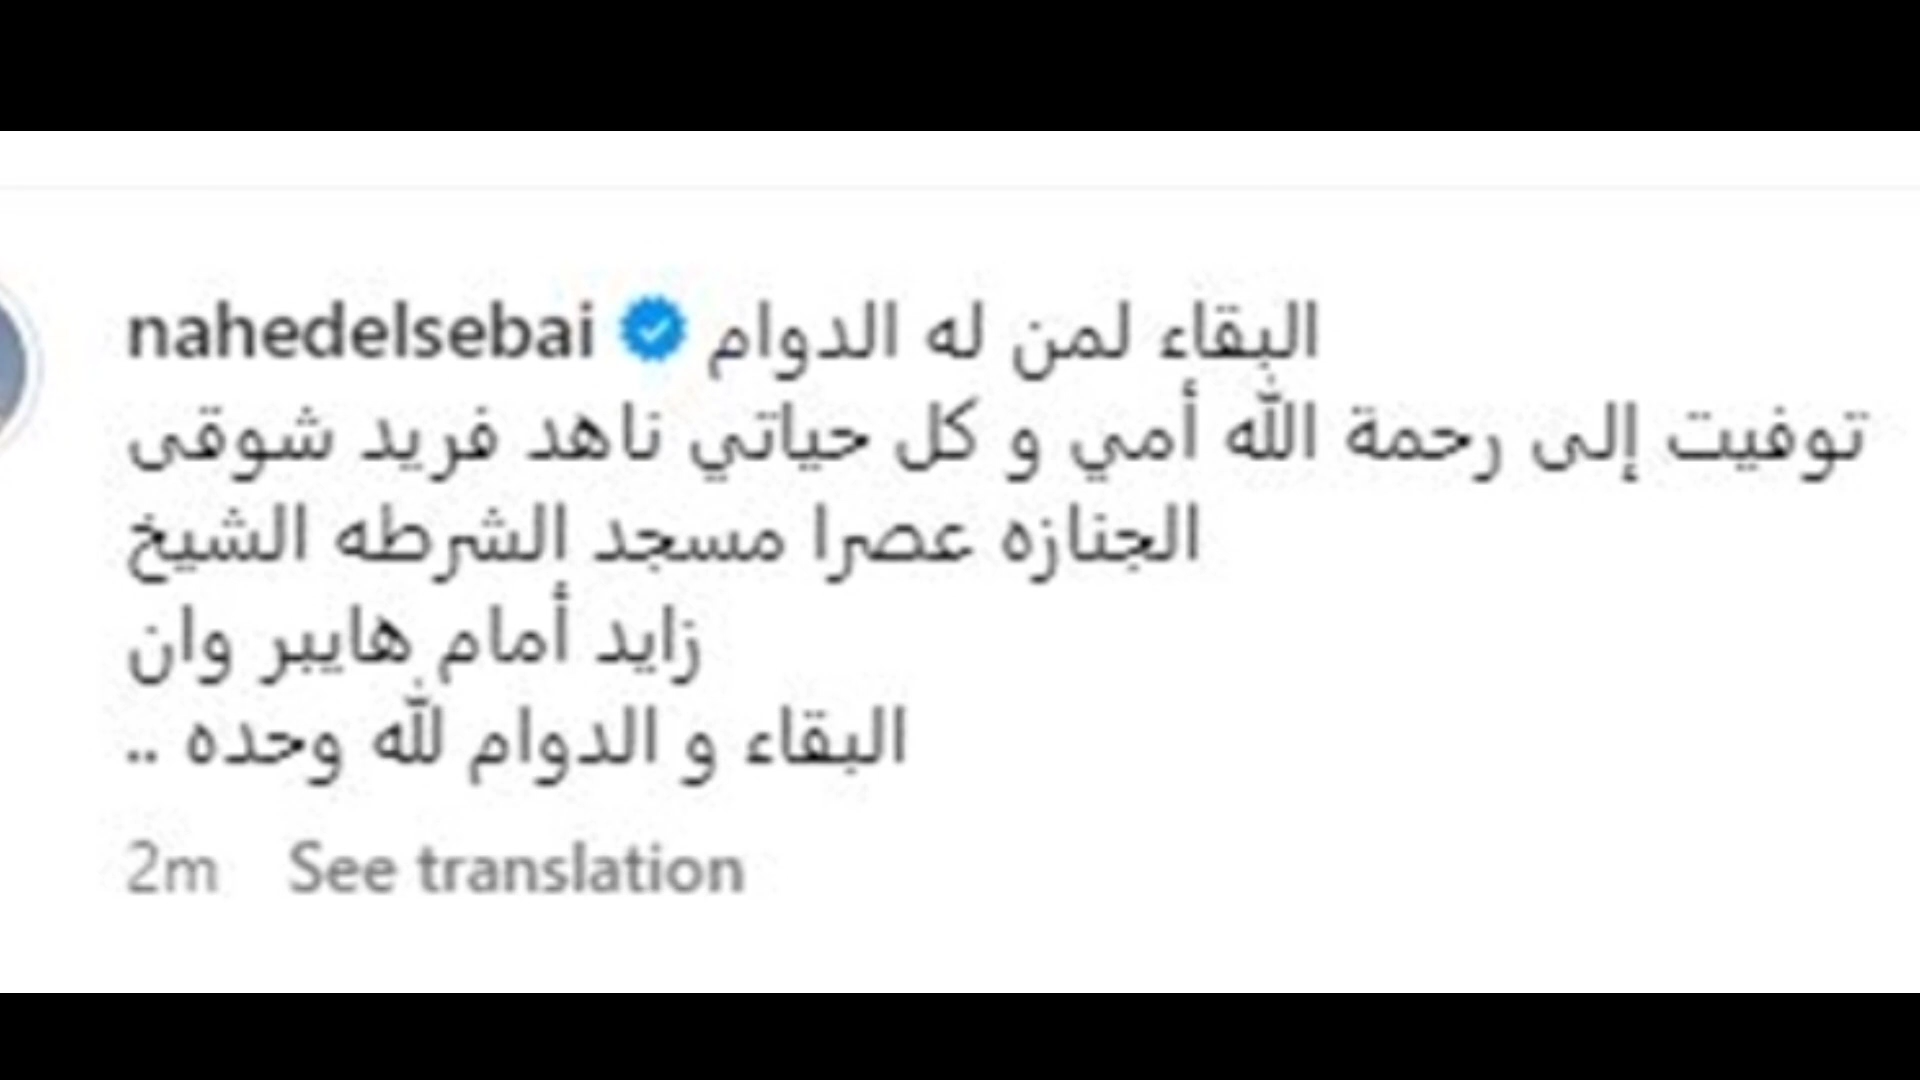 nahedelsebai البقاء لمن له الدوام
توفيت إلى رحمة الله أمي و كل حياتي ناهد فريد شوقى
الجنازه عصرا مسجد الشرطه الشيخ
زايد أمام هايبر وان
البقاء و الدوام لله وحده ..
2m See translation